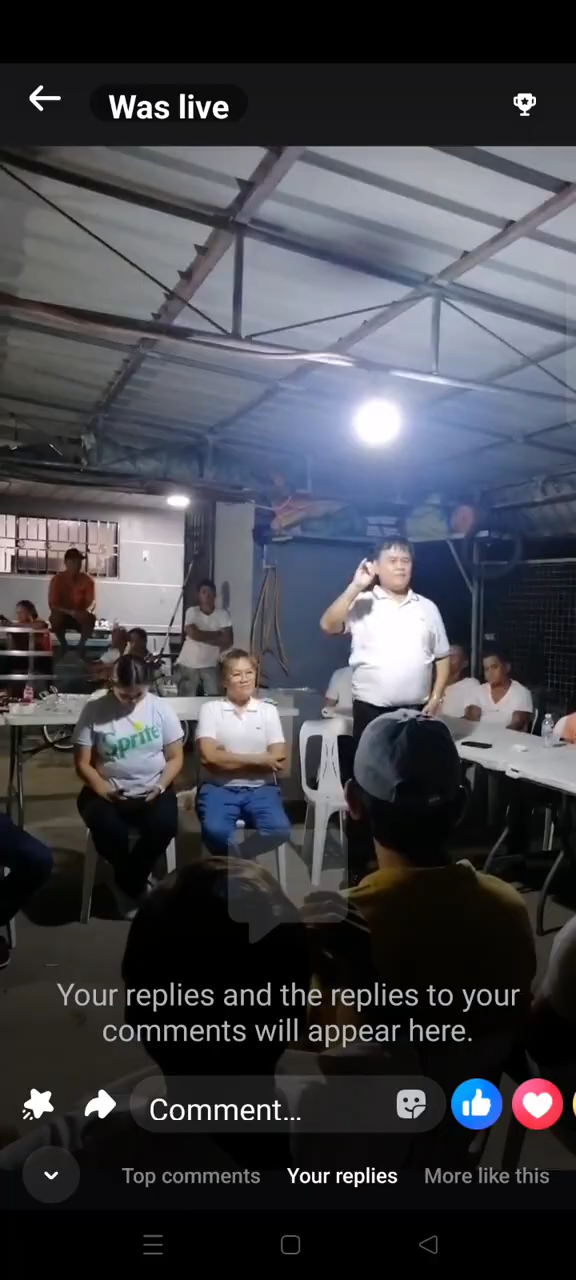 Was live
Sprite
Your replies and the replies to your
comments will appear here.
Comment...
Top comments
Your replies
More like this